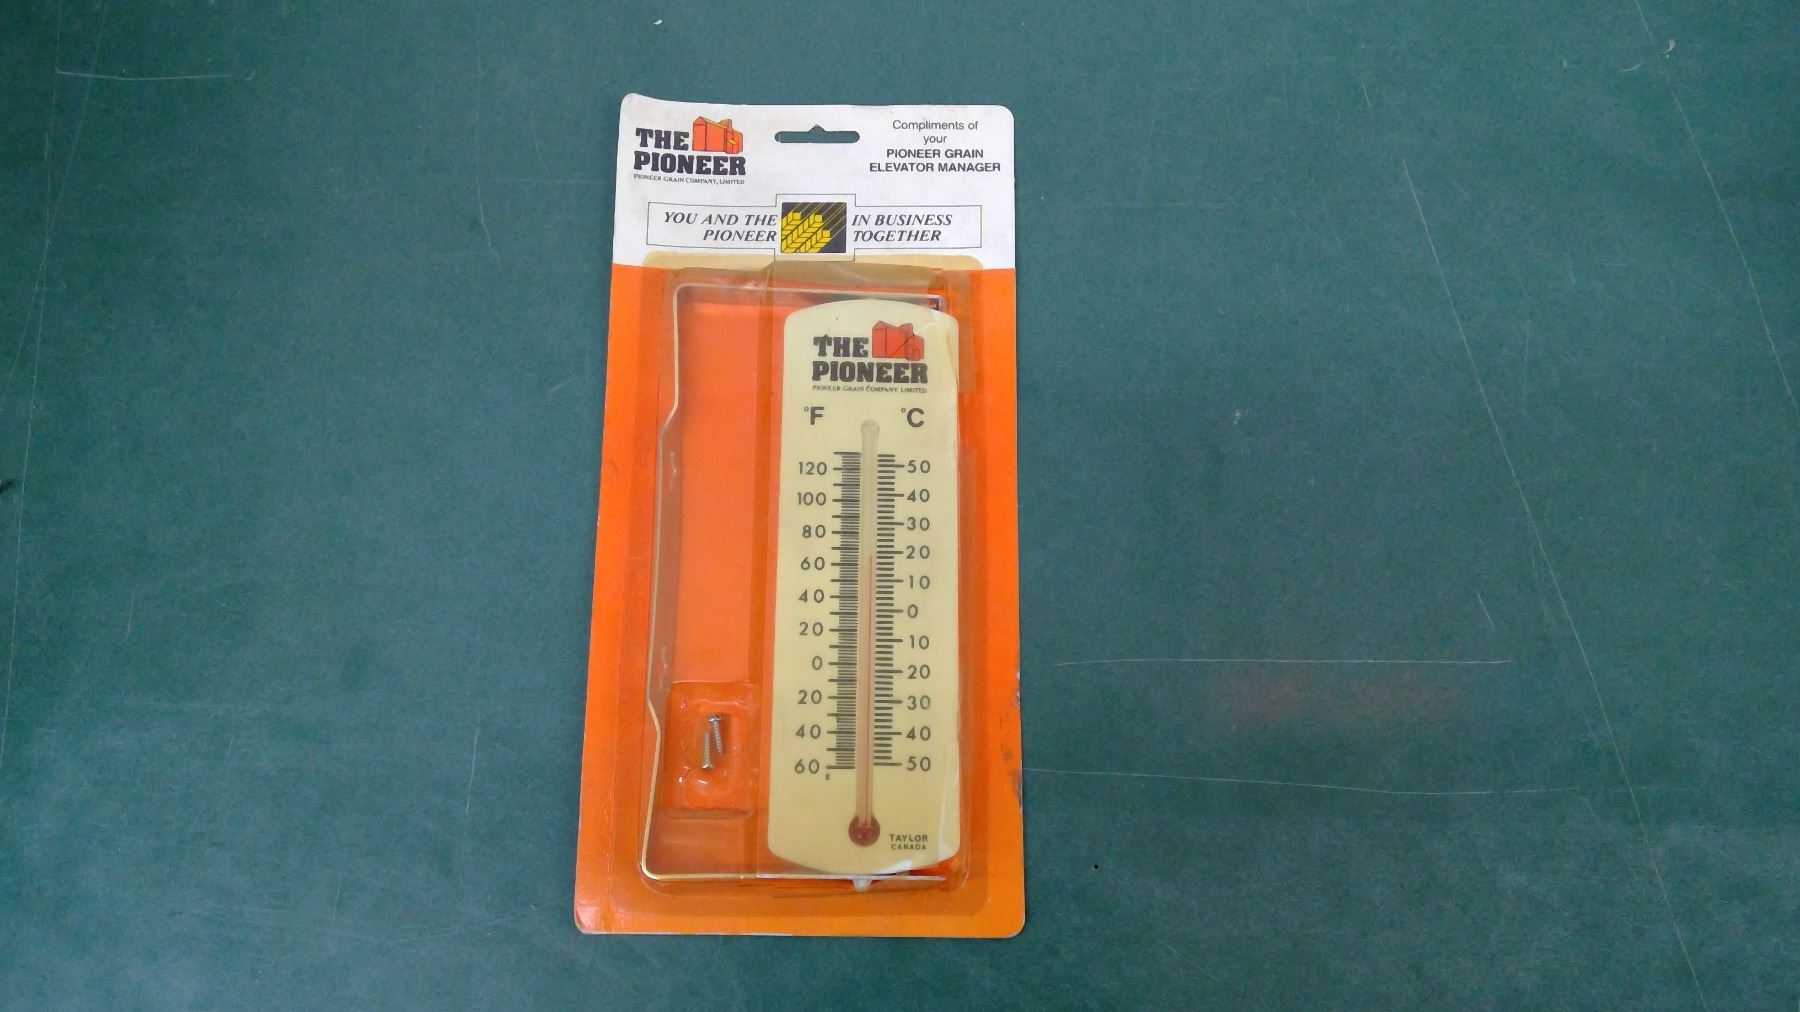 THE
PIONEER
PIONEER GRAIN COMPANY, LIMITED
Compliments of
your
PIONEER GRAIN
ELEVATOR MANAGER
YOU AND THE IN BUSINESS
PIONEER TOGETHER
THE
PIONEER
PIONEER GRAIN COMPANY LIMITED
°F °C
120 50
100 40
80 30
60 20
40 10
20 0
0 10
20 20
40 30
60 40
50
8
TAYLOR
CANADA